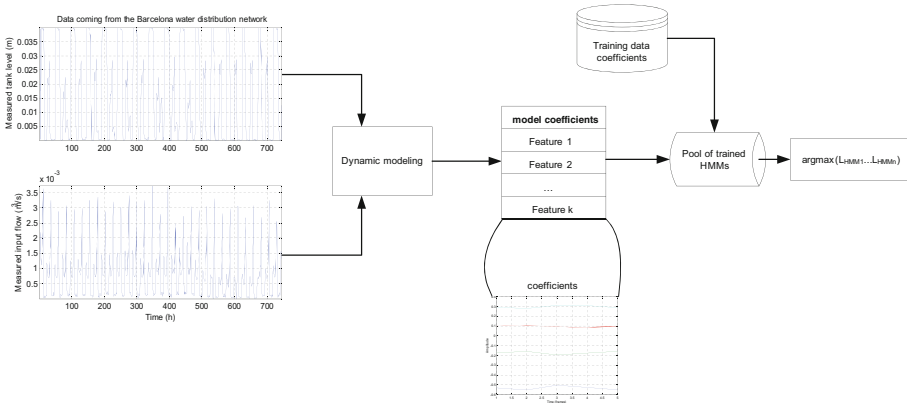 Data coming from the Barcelona water distribution network
Measured tank level (m)
0.035
0.03
0.025
0.02
0.015
0.01
0.005
100 200 300 400 500 600 700
x 10⁻³
Measured input flow (m³/s)
3.5
3
2.5
2
1.5
1
0.5
100 200 300 400 500 600 700
Time (h)
Dynamic modeling
model coefficients
Feature 1
Feature 2
...
Feature k
coefficients
Training data
coefficients
Pool of trained
HMMs
argmax(L_HMM1...L_HMMn)